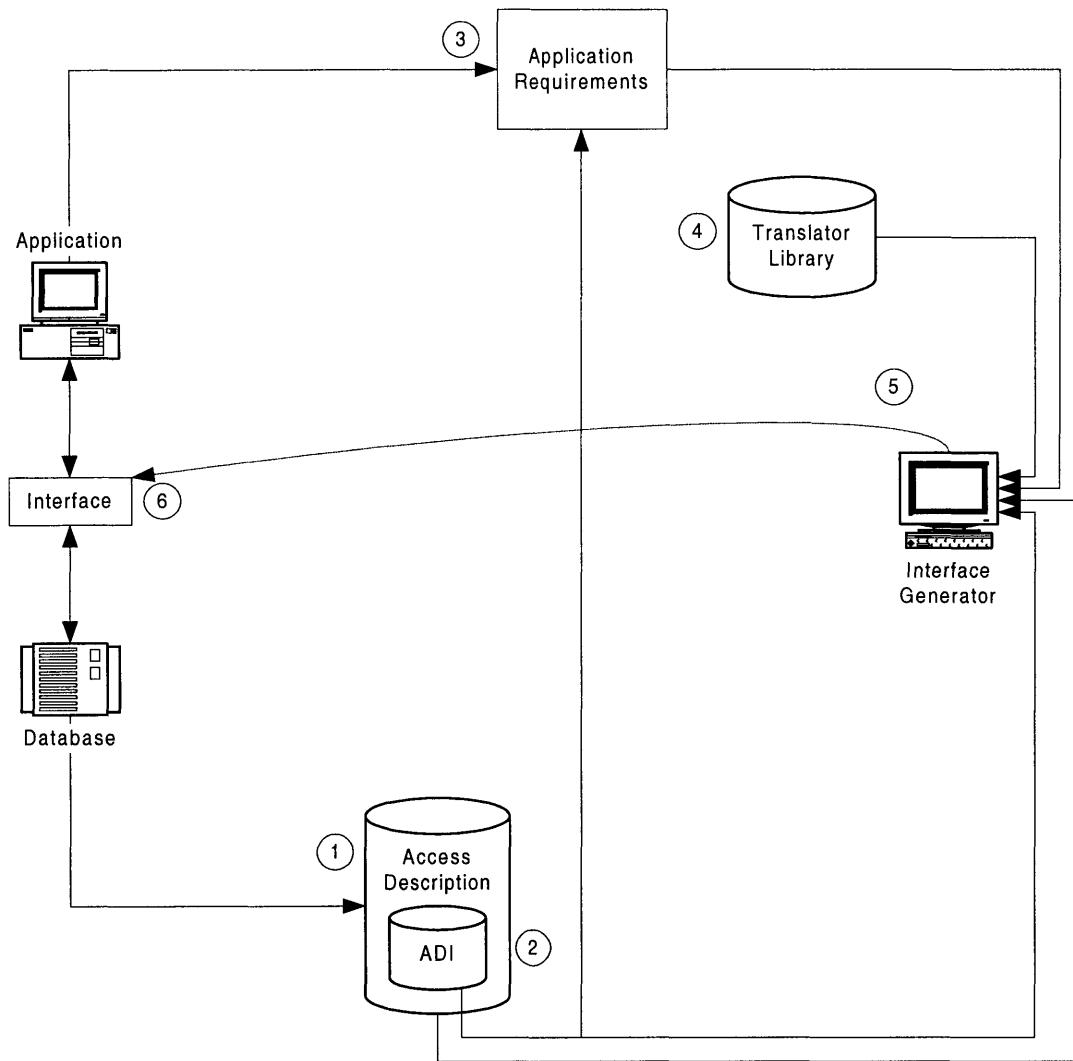 3
Application
Requirements
4
Translator
Library
Application
5
Interface
6
Interface
Generator
Database
1
Access
Description
ADI
2